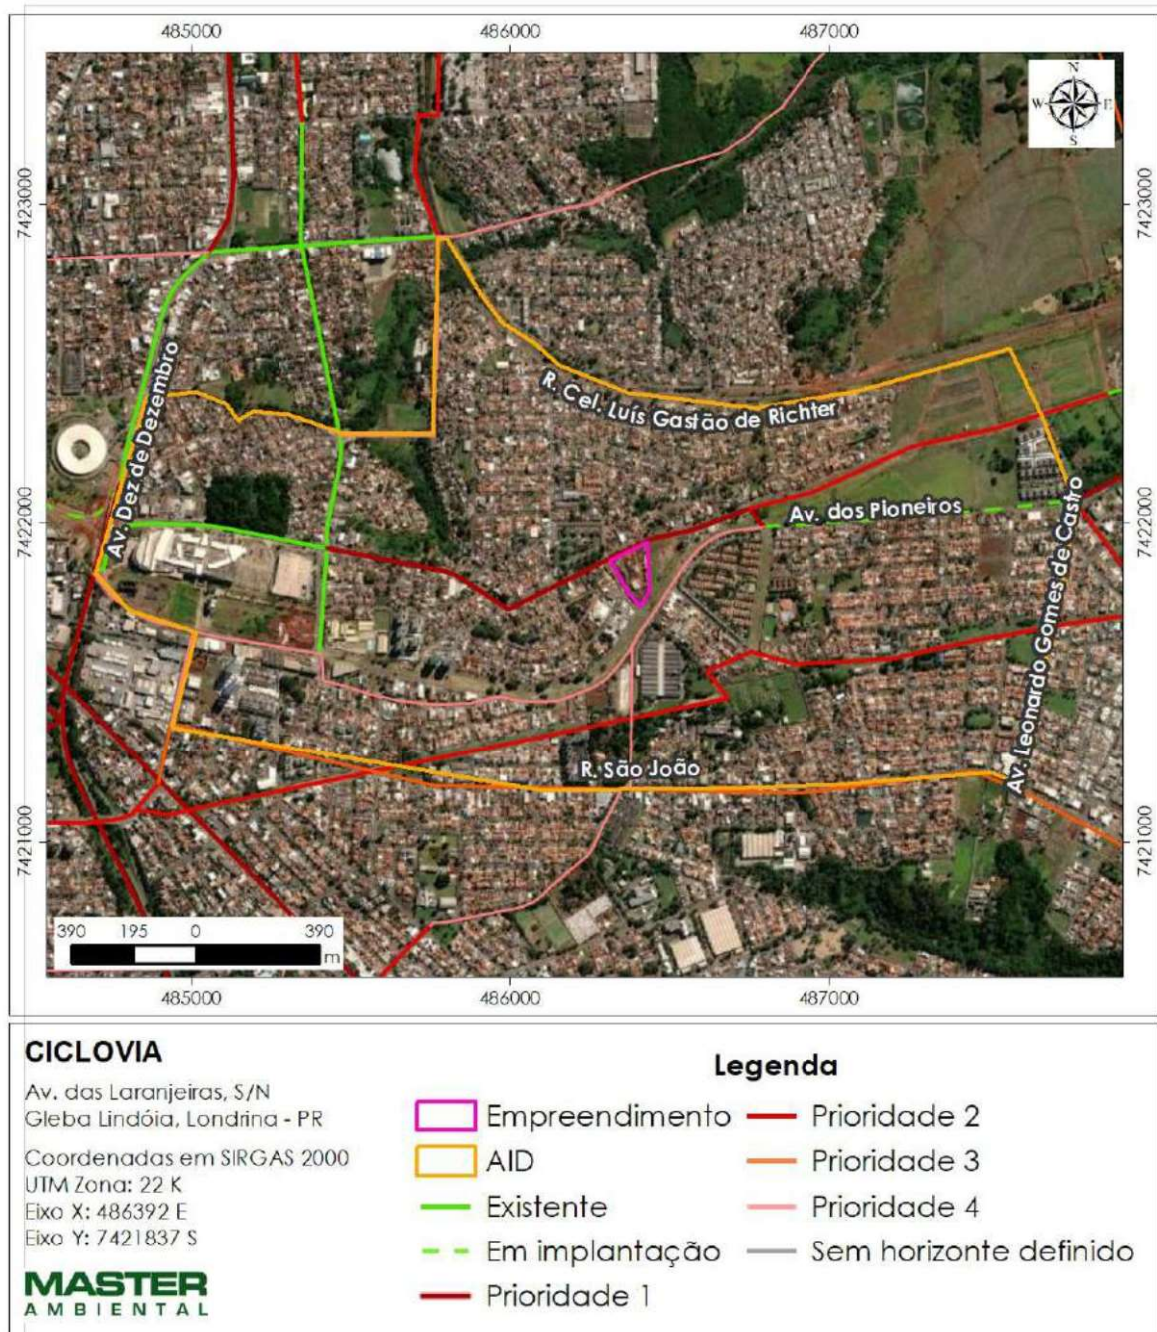 485000 486000 487000
N
W E
S
7423000 7423000
Av. Dez de Dezembro
R. Cel. Luís Gastão de Richter
7422000 7422000
Av. dos Pioneiros
Av. Leonardo Gomes de Castro
R. São João
7421000 7421000
390 195 0 390
m
485000 486000 487000
CICLOVIA
Av. das Laranjeiras, S/N
Gleba Lindóia, Londrina - PR
Coordenadas em SIRGAS 2000
UTM Zona: 22 K
Eixo X: 486392 E
Eixo Y: 7421837 S
MASTER
AMBIENTAL
Legenda
Empreendimento
AID
Existente
Em implantação
Prioridade 1
Prioridade 2
Prioridade 3
Prioridade 4
Sem horizonte definido